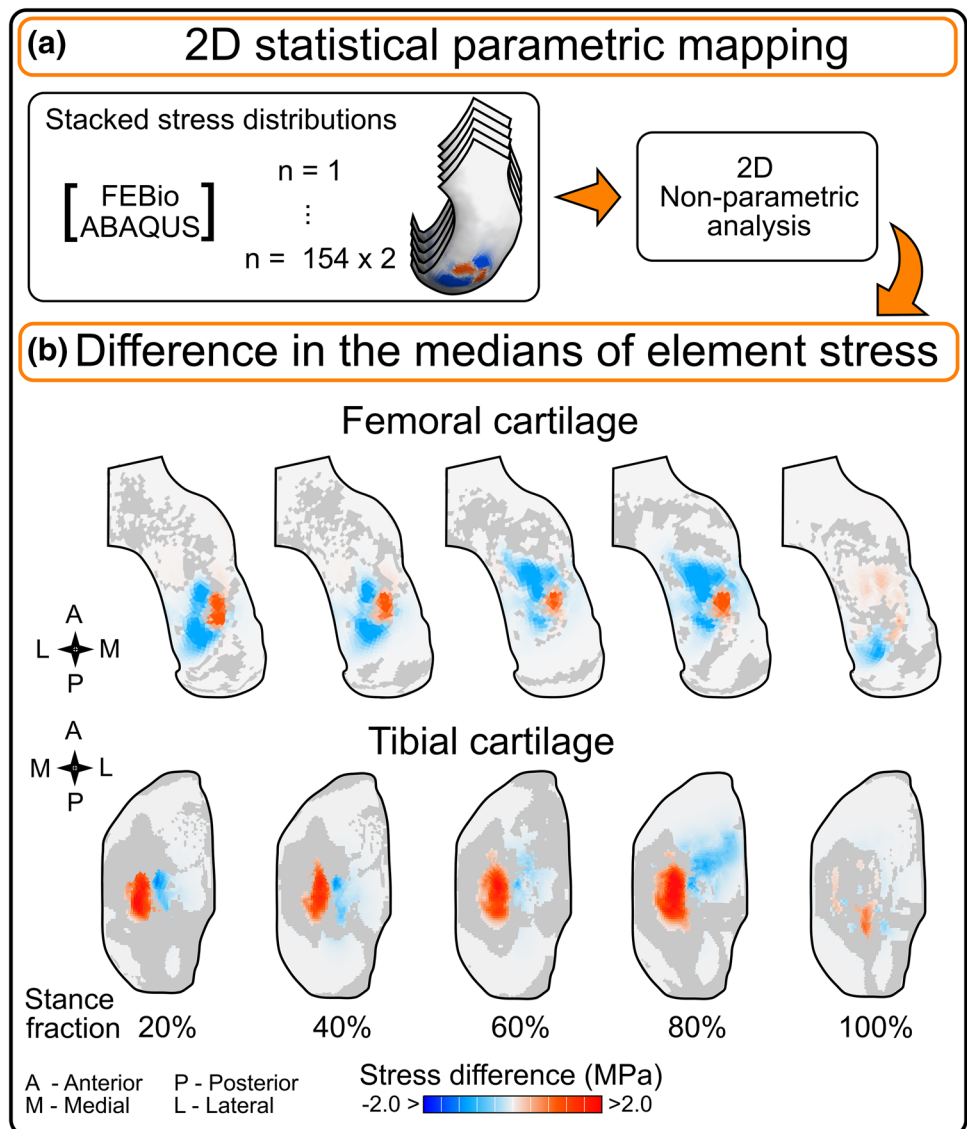 (a) 2D statistical parametric mapping
Stacked stress distributions
[ FEBio
ABAQUS ]
n = 1
⋮
n = 154 x 2
2D
Non-parametric
analysis
(b) Difference in the medians of element stress
Femoral cartilage
A
L M
P
Tibial cartilage
A
M L
P
Stance
fraction 20% 40% 60% 80% 100%
A - Anterior P - Posterior
M - Medial L - Lateral
Stress difference (MPa)
-2.0 > >2.0